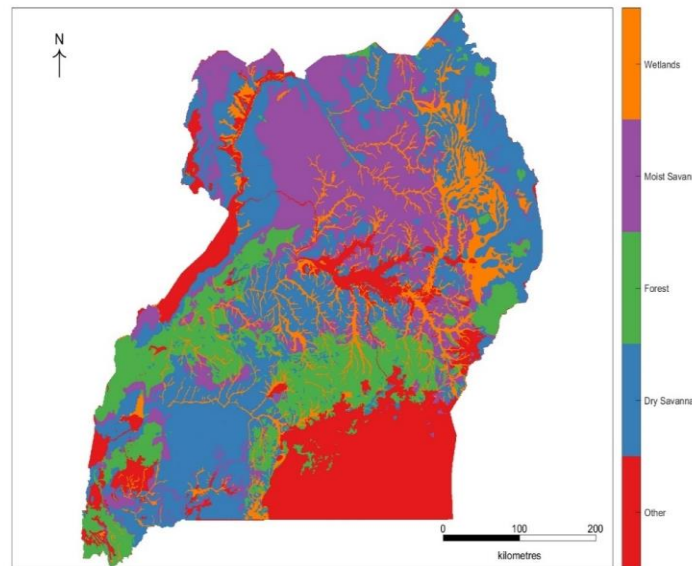 N
Wetlands
Moist Savan
Forest
Dry Savanna
Other
0 100 200
kilometres